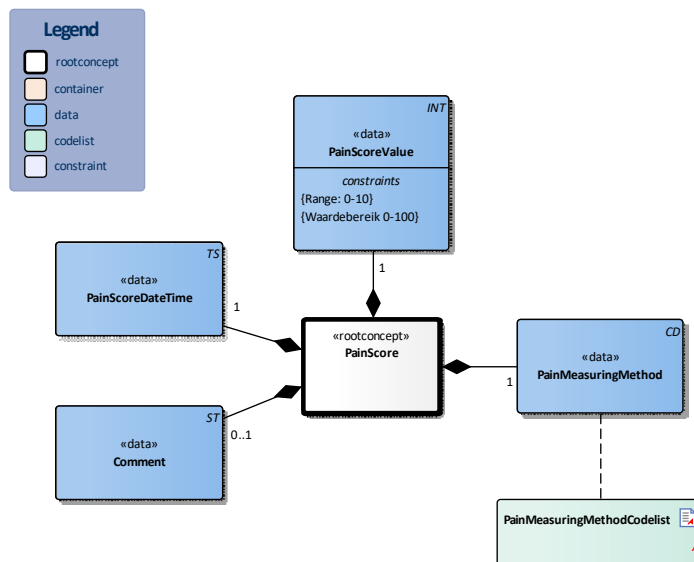 Legend
rootconcept
container
data
codelist
constraint
INT
«data»
PainScoreValue
constraints
{Range: 0-10}
{Waardebereik 0-100}
1
TS
«data»
PainScoreDateTime
1
«rootconcept»
PainScore
CD
«data»
PainMeasuringMethod
1
ST
«data»
Comment
0..1
PainMeasuringMethodCodelist